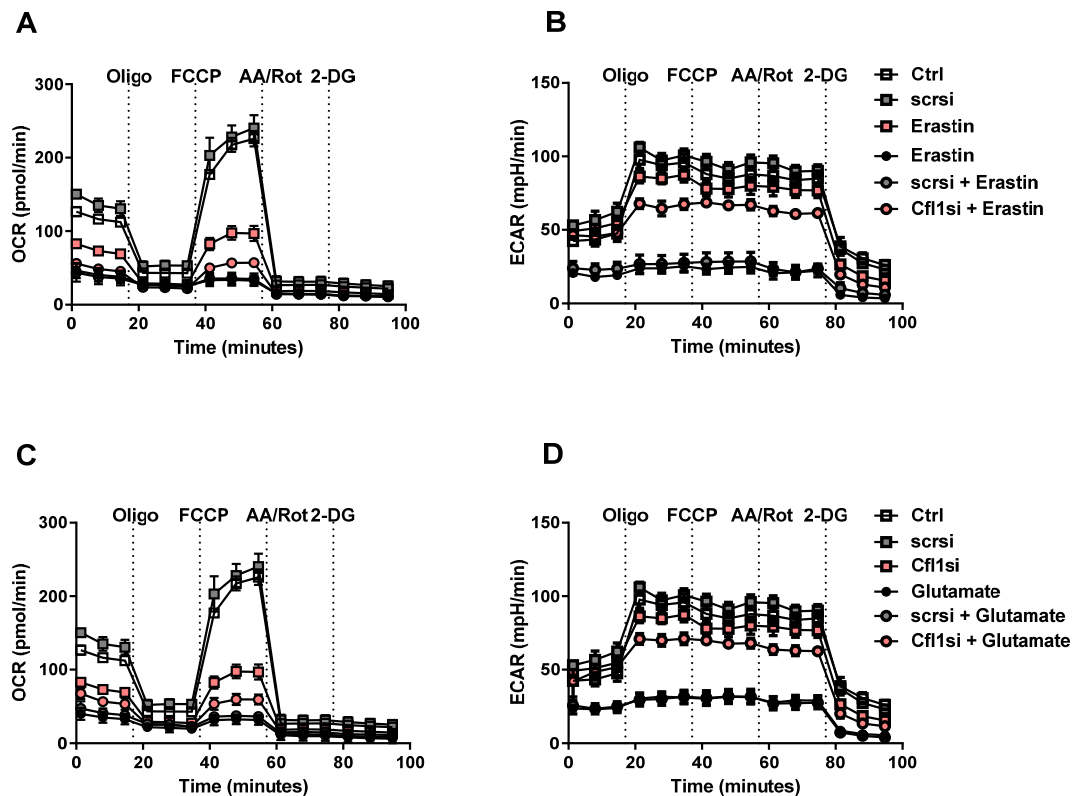 A
Oligo FCCP AA/Rot 2-DG
300
200
100
0
OCR (pmol/min)
0 20 40 60 80 100
Time (minutes)
B
Oligo FCCP AA/Rot 2-DG
150
100
50
0
ECAR (mpH/min)
0 20 40 60 80 100
Time (minutes)
Ctrl
scrsi
Erastin
Erastin
scrsi + Erastin
Cfl1si + Erastin
C
Oligo FCCP AA/Rot 2-DG
300
200
100
0
OCR (pmol/min)
0 20 40 60 80 100
Time (minutes)
D
Oligo FCCP AA/Rot 2-DG
150
100
50
0
ECAR (mpH/min)
0 20 40 60 80 100
Time (minutes)
Ctrl
scrsi
Cfl1si
Glutamate
scrsi + Glutamate
Cfl1si + Glutamate